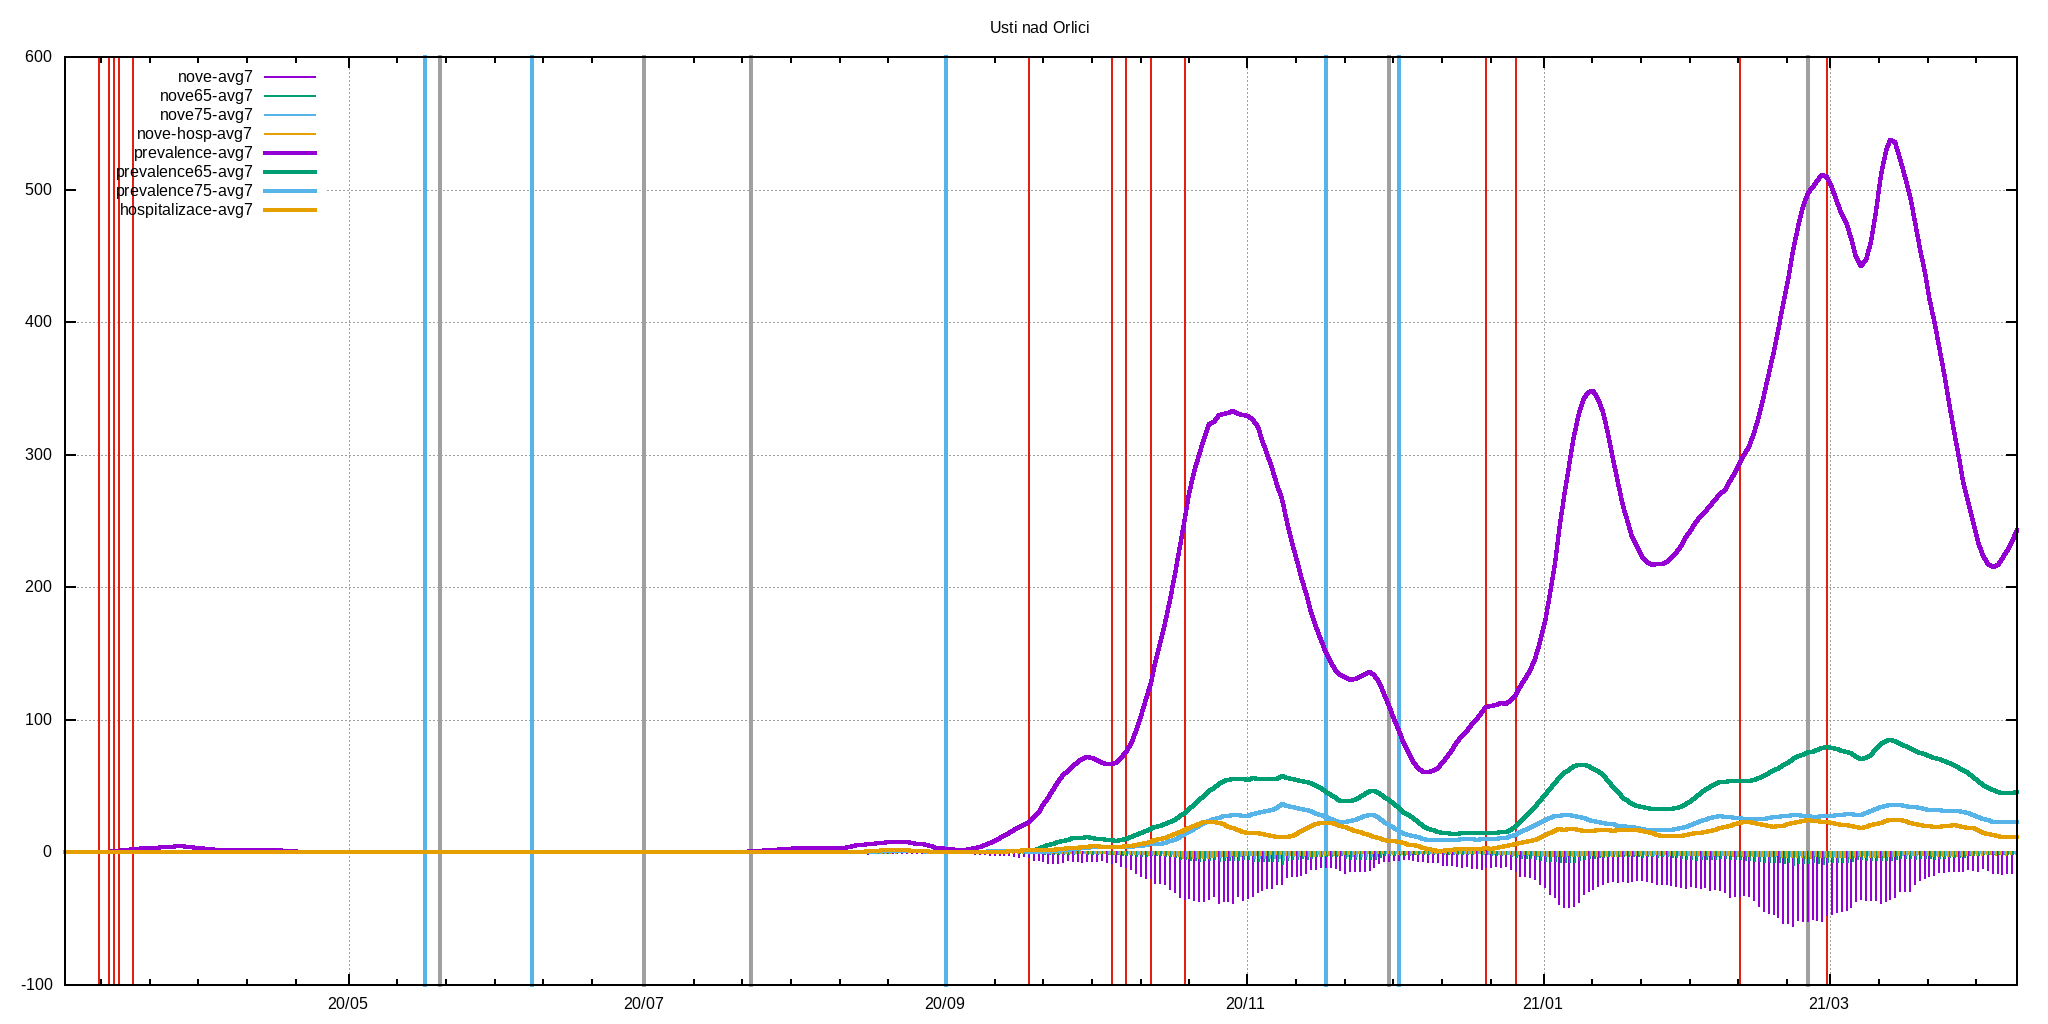 Usti nad Orlici
600
500
400
300
200
100
0
-100
nove-avg7
nove65-avg7
nove75-avg7
nove-hosp-avg7
prevalence-avg7
prevalence65-avg7
prevalence75-avg7
hospitalizace-avg7
20/05
20/07
20/09
20/11
21/01
21/03